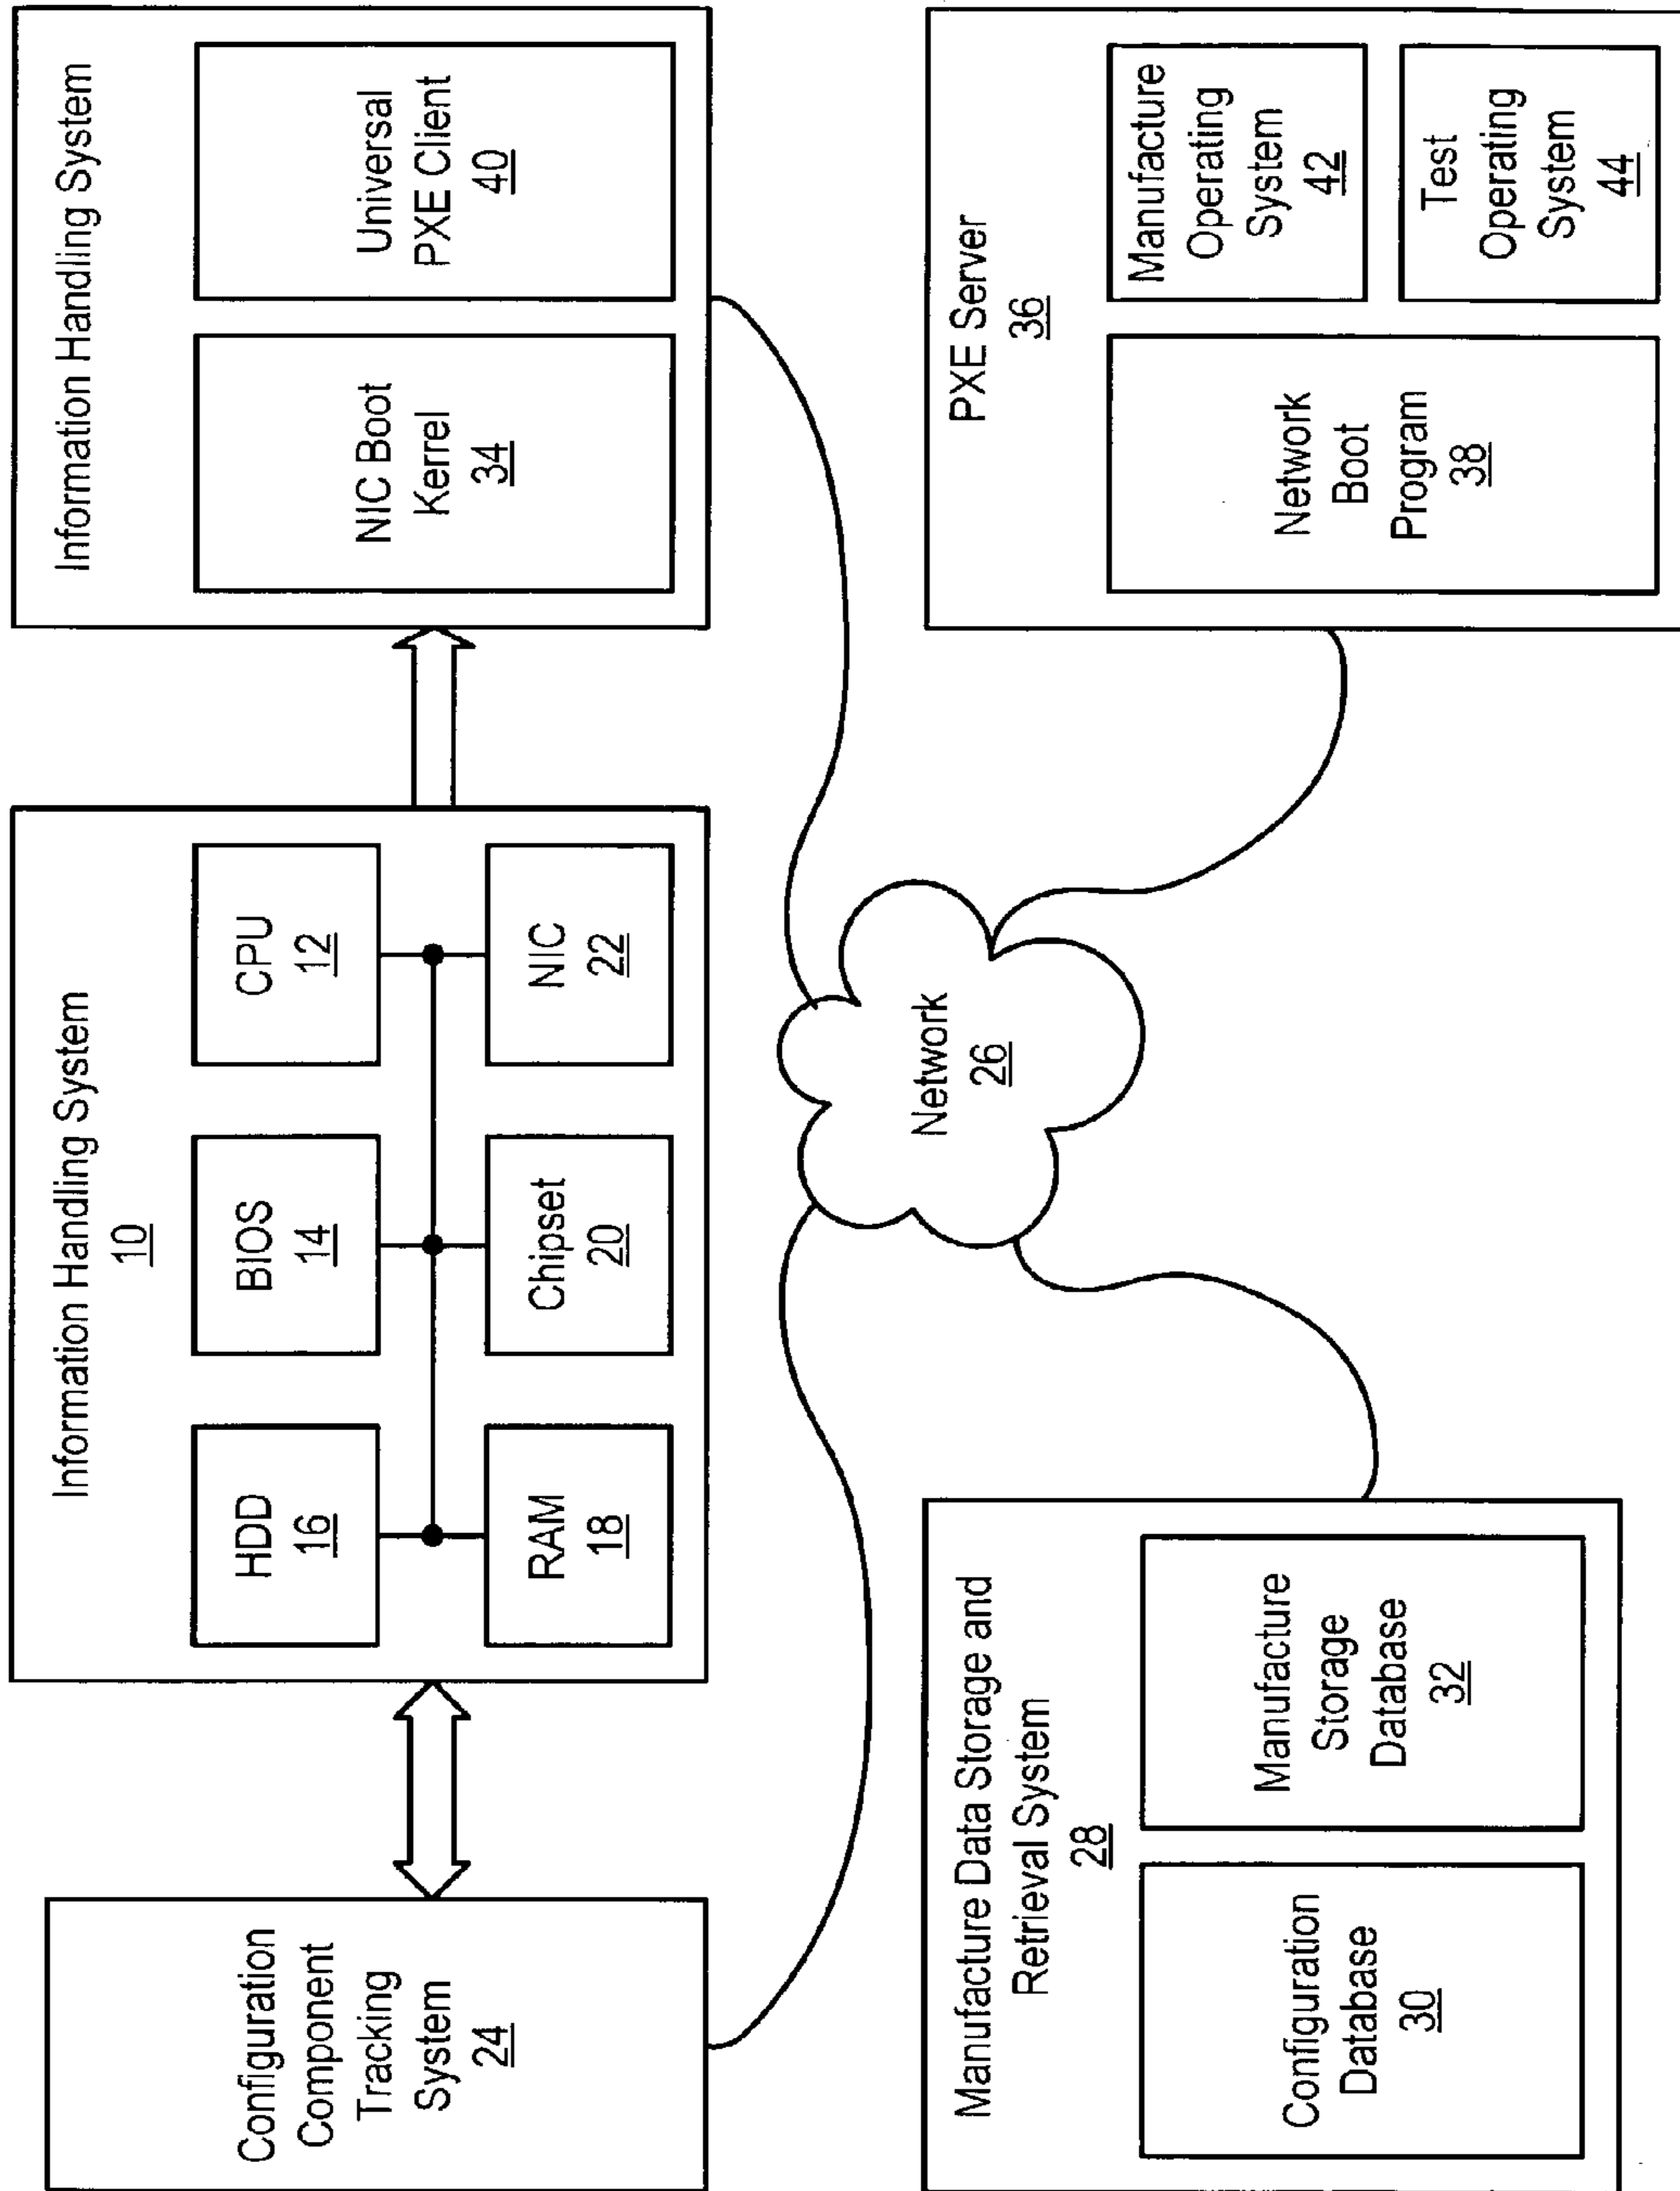 Configuration
Component
Tracking
System
24
Information Handling System
10
HDD
16
BIOS
14
CPU
12
RAM
18
Chipset
20
NIC
22
Information Handling System
NIC Boot
Kerrel
34
Universal
PXE Client
40
Network
26
Manufacture Data Storage and
Retrieval System
28
Configuration
Database
30
Manufacture
Storage
Database
32
PXE Server
36
Network
Boot
Program
38
Manufacture
Operating
System
42
Test
Operating
System
44